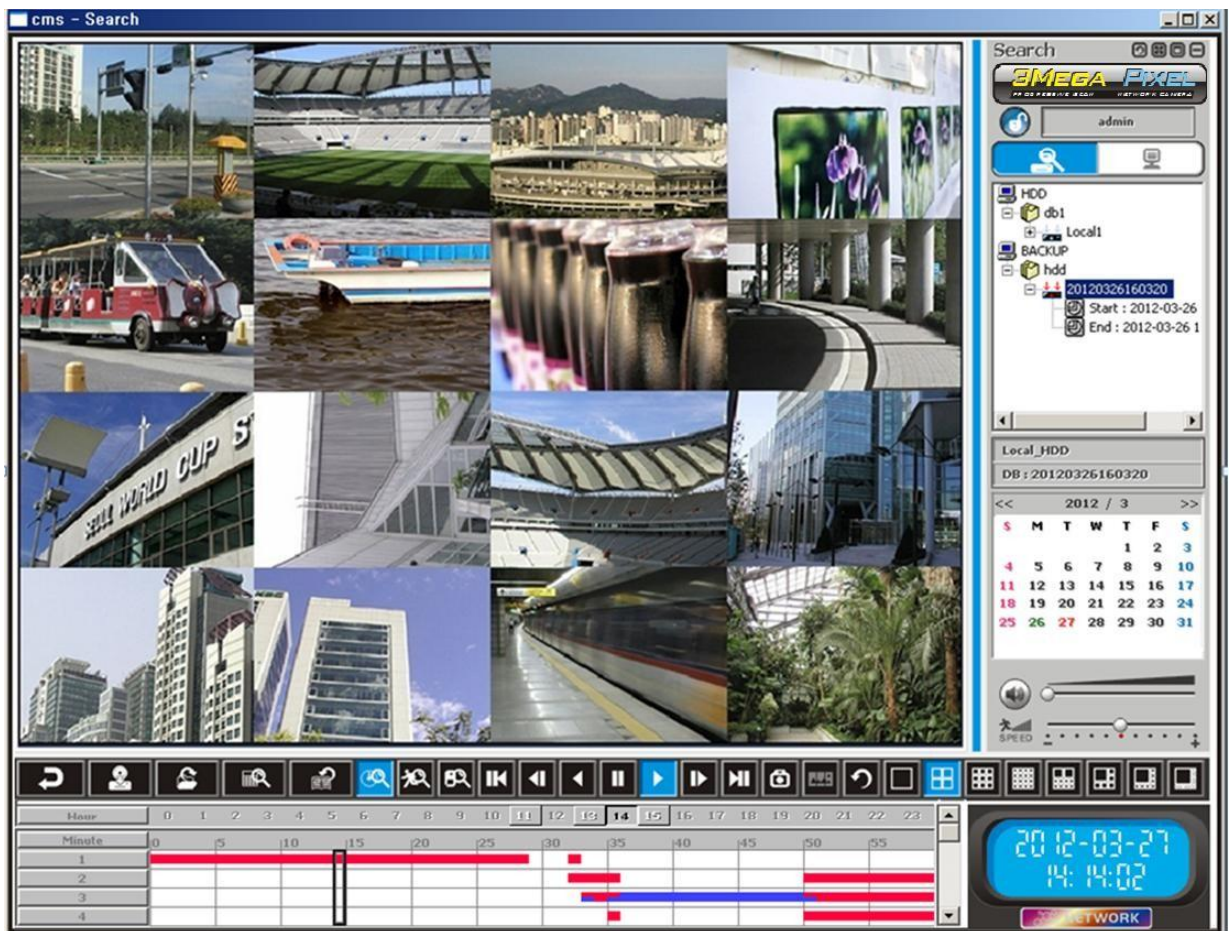 cms - Search
Search
3MEGA PIXEL
PROGRESSIVE SCAN NETWORK CAMERA
admin
HDD
db1
Local1
BACKUP
hdd
20120326160320
Start : 2012-03-26
End : 2012-03-26 1
SEOUL WORLD CUP S
Local_HDD
DB : 20120326160320
<< 2012 / 3 >>
S M T W T F S
1 2 3
4 5 6 7 8 9 10
11 12 13 14 15 16 17
18 19 20 21 22 23 24
25 26 27 28 29 30 31
SPEED - +
Hour 0 1 2 3 4 5 6 7 8 9 10 11 12 13 14 15 16 17 18 19 20 21 22 23
Minute 0 5 10 15 20 25 30 35 40 45 50 55
1
2
3
4
2012-03-27
14:14:02
NETWORK